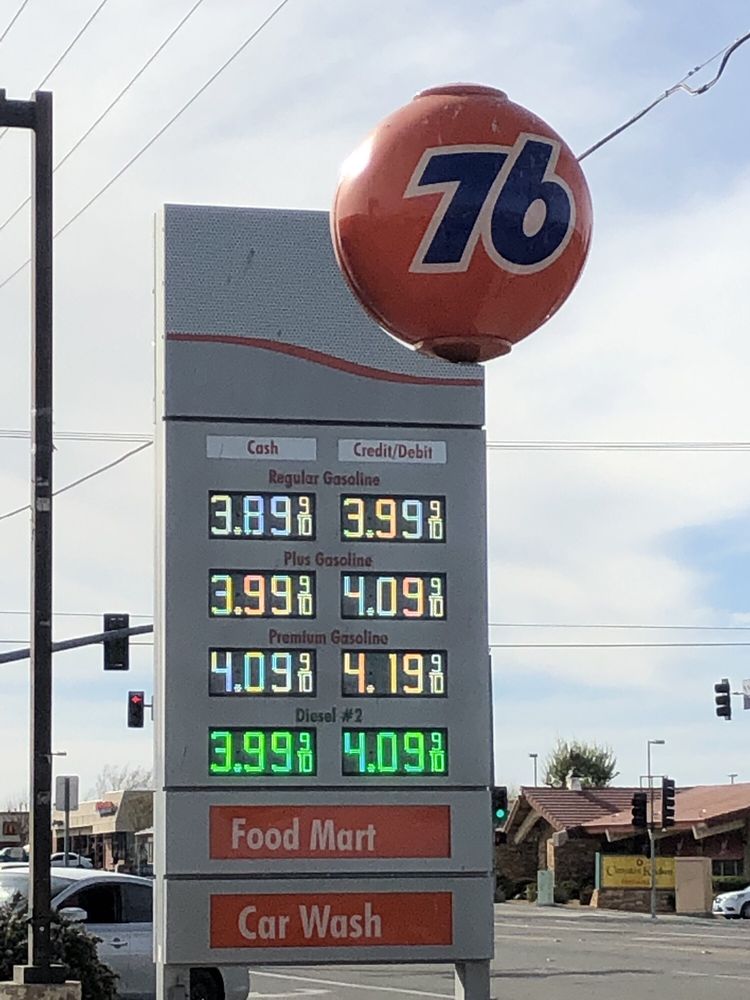 76
Cash Credit/Debit
Regular Gasoline
3.89 9/10 3.99 9/10
Plus Gasoline
3.99 9/10 4.09 9/10
Premium Gasoline
4.09 9/10 4.19 9/10
Diesel #2
3.99 9/10 4.09 9/10
Food Mart
Car Wash